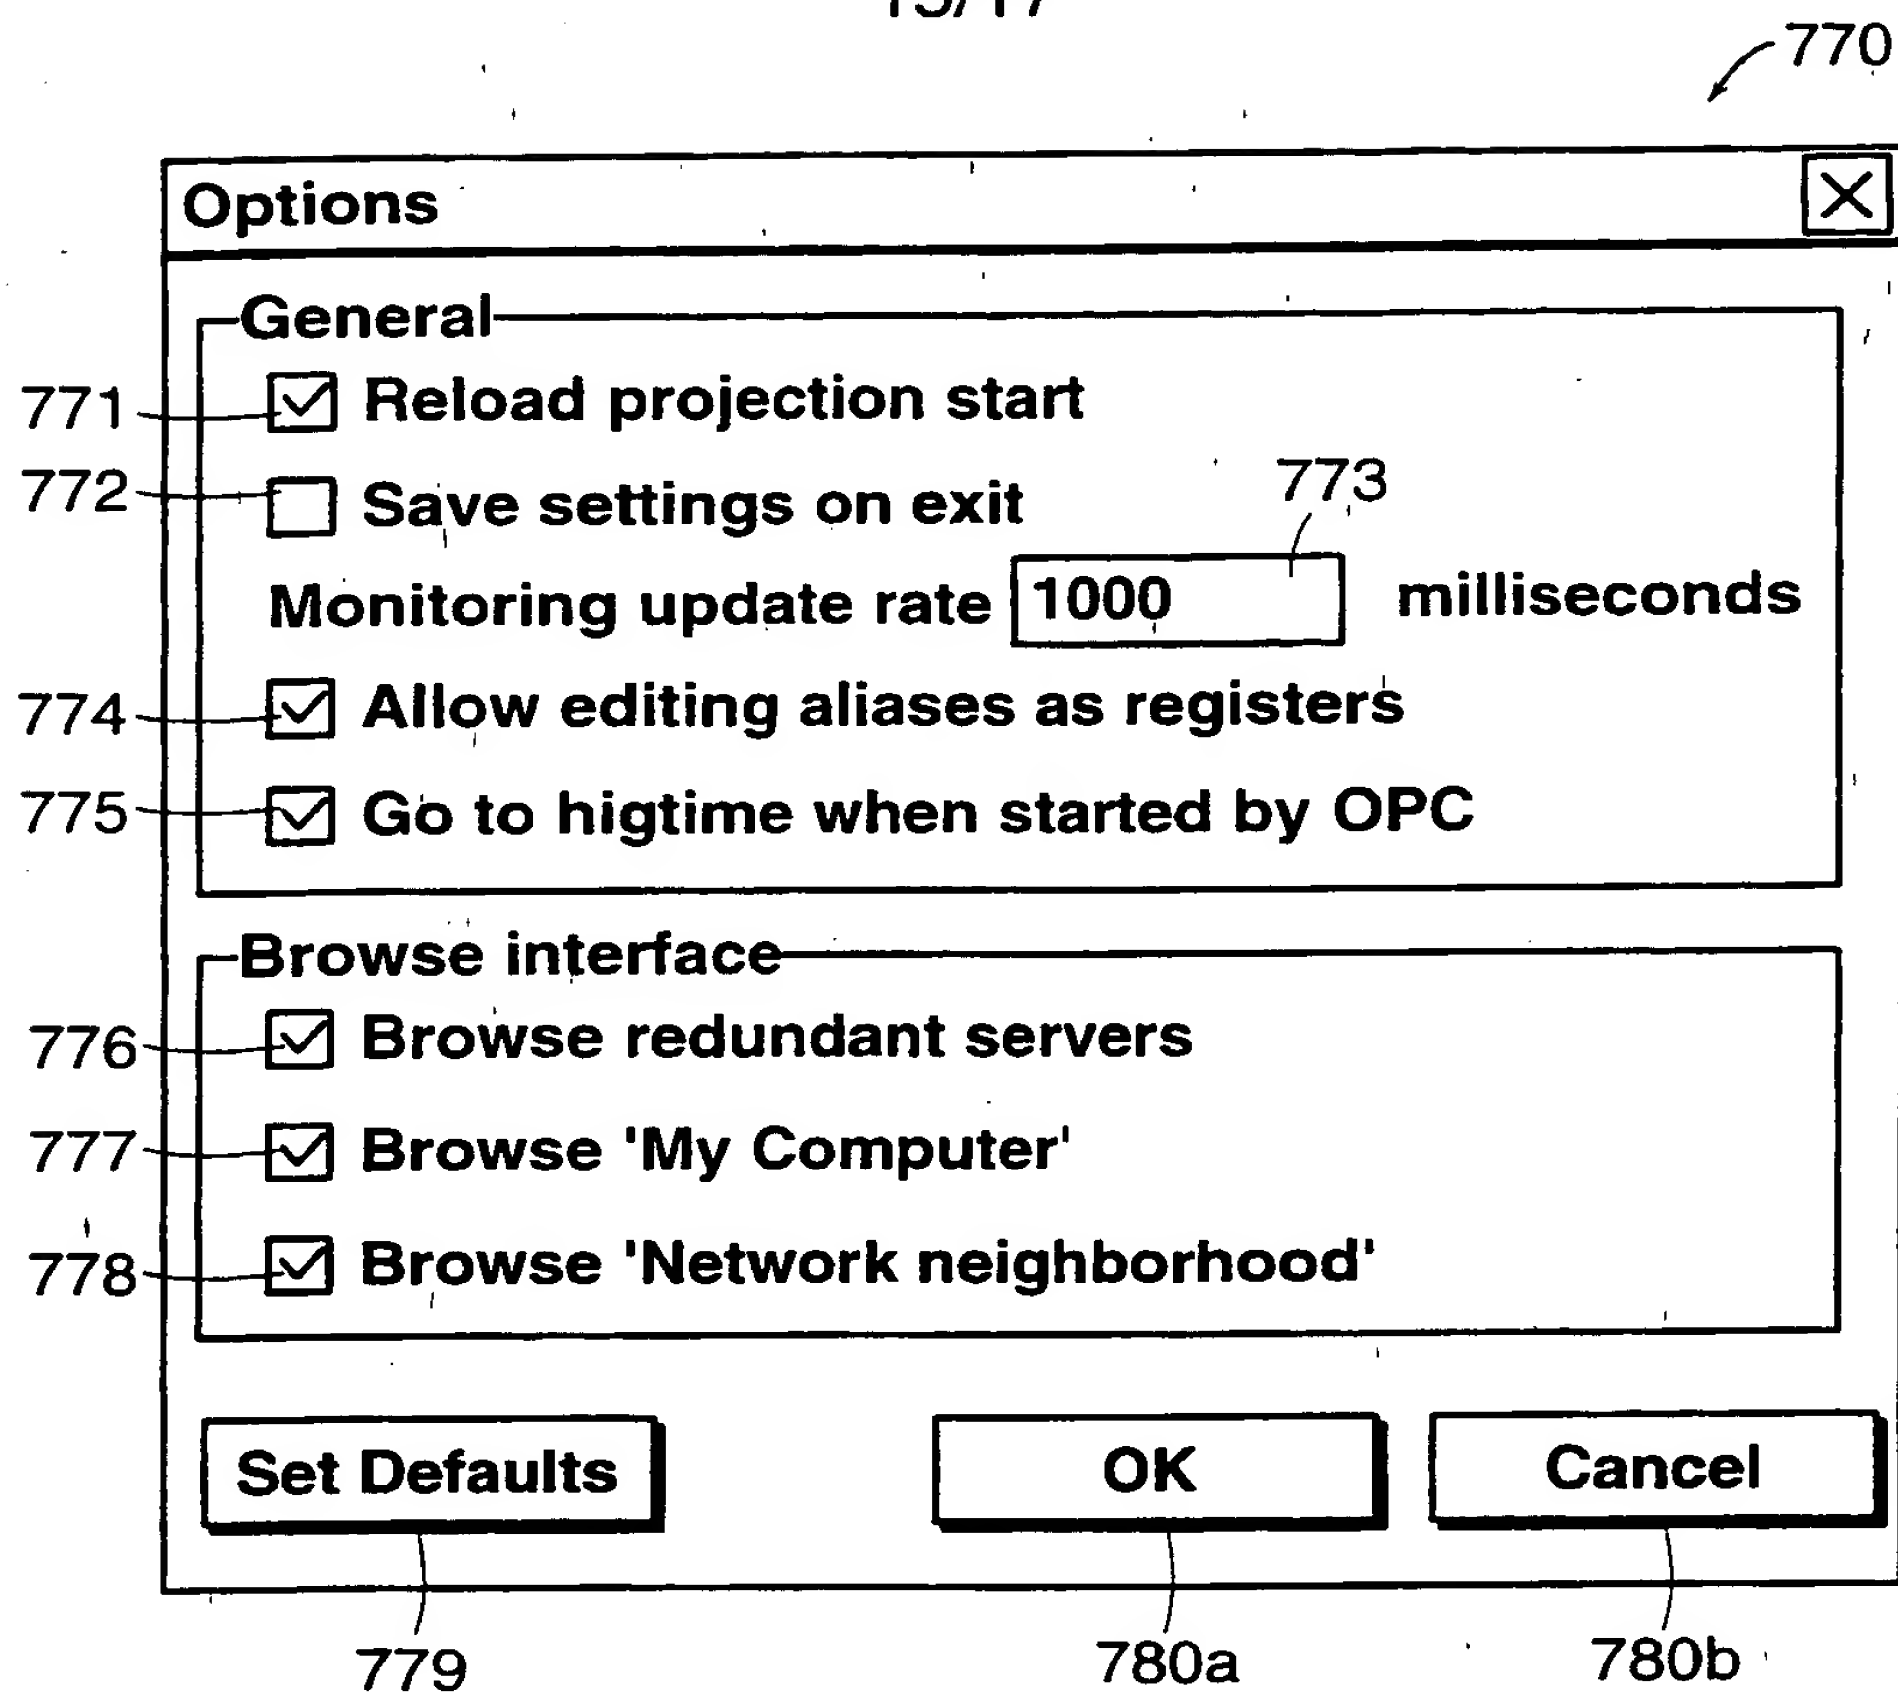 15/17
770
Options
General
771 Reload projection start
772 Save settings on exit
773
Monitoring update rate 1000 milliseconds
774 Allow editing aliases as registers
775 Go to higtime when started by OPC
Browse interface
776 Browse redundant servers
777 Browse 'My Computer'
778 Browse 'Network neighborhood'
Set Defaults OK Cancel
779 780a 780b